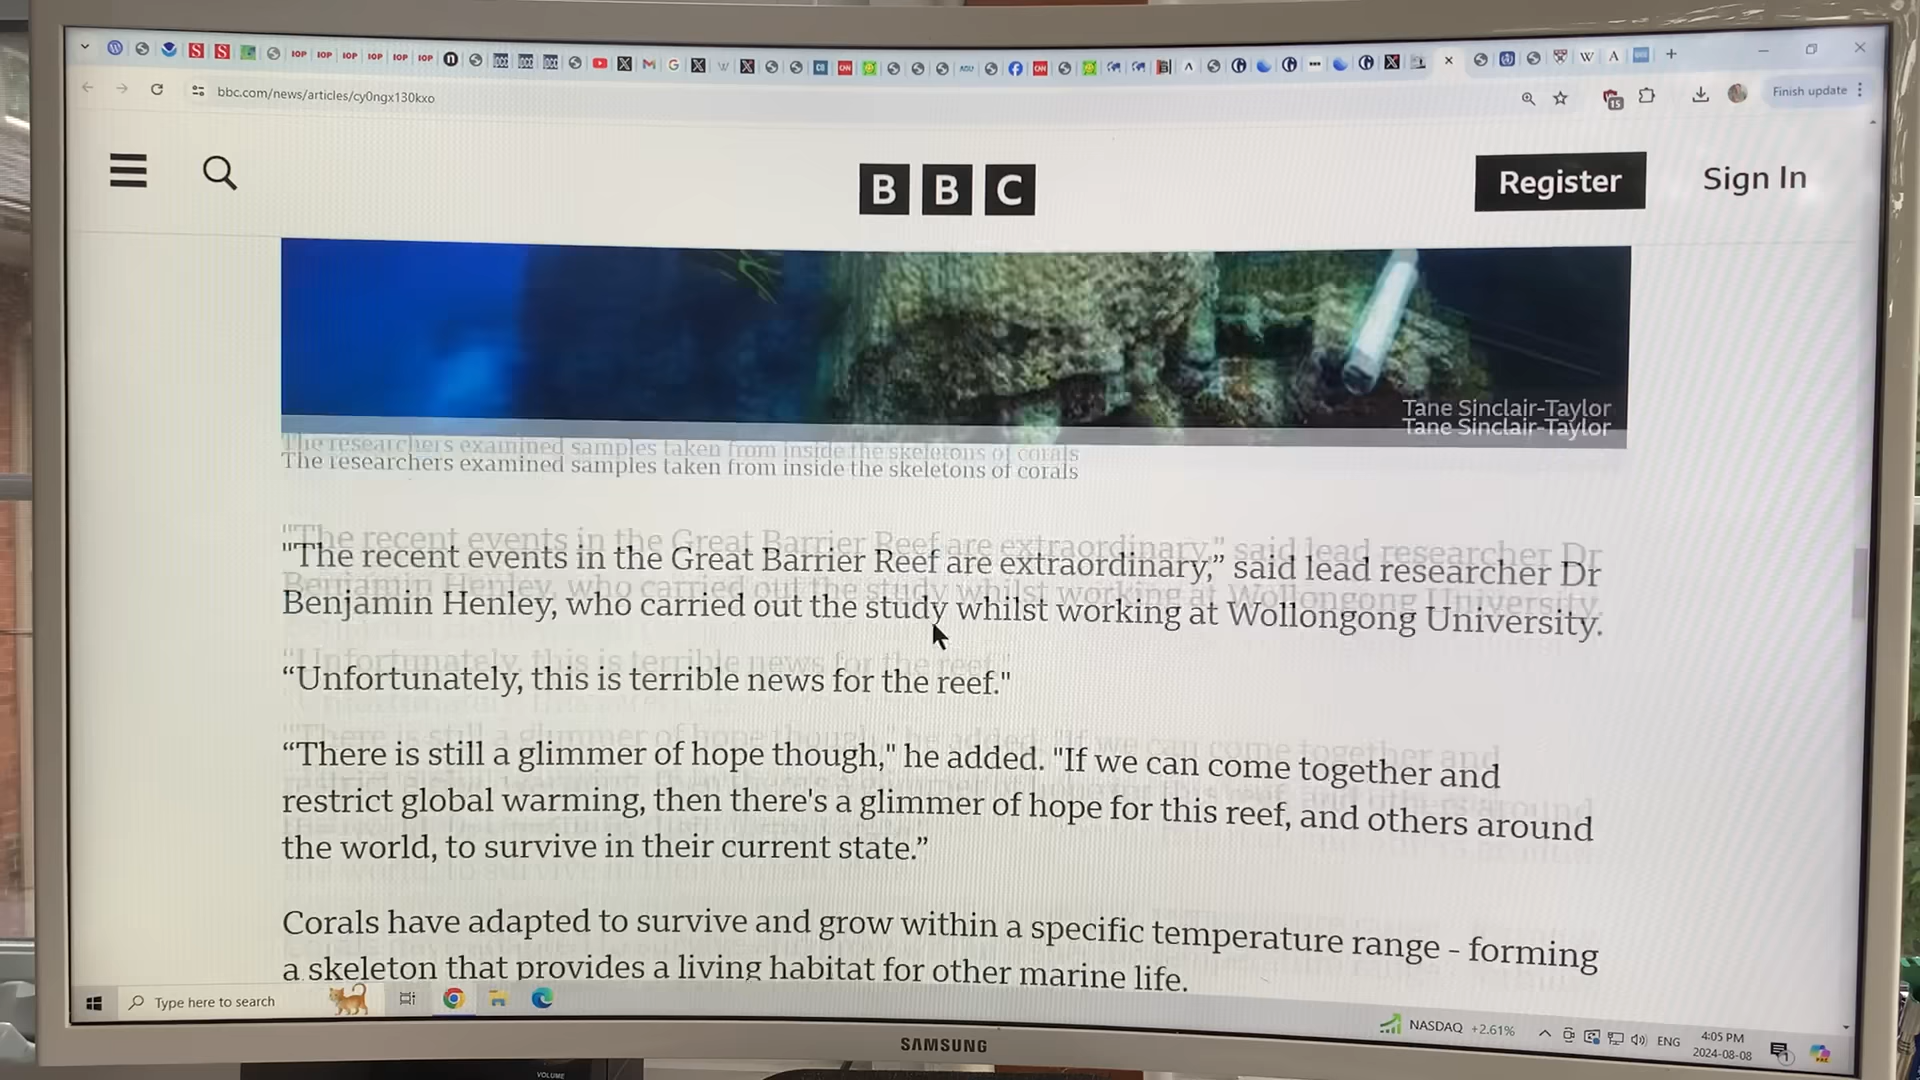 bbc.com/news/articles/cy0ngx130kxo
Finish update
15
BBC
Register
Sign In
Tane Sinclair-Taylor
The researchers examined samples taken from inside the skeletons of corals
"The recent events in the Great Barrier Reef are extraordinary,” said lead researcher Dr
Benjamin Henley, who carried out the study whilst working at Wollongong University.
“Unfortunately, this is terrible news for the reef."
“There is still a glimmer of hope though," he added. "If we can come together and
restrict global warming, then there's a glimmer of hope for this reef, and others around
the world, to survive in their current state.”
Corals have adapted to survive and grow within a specific temperature range - forming
a skeleton that provides a living habitat for other marine life.
Type here to search
NASDAQ +2.61%
ENG
4:05 PM
2024-08-08
SAMSUNG
VOLUME